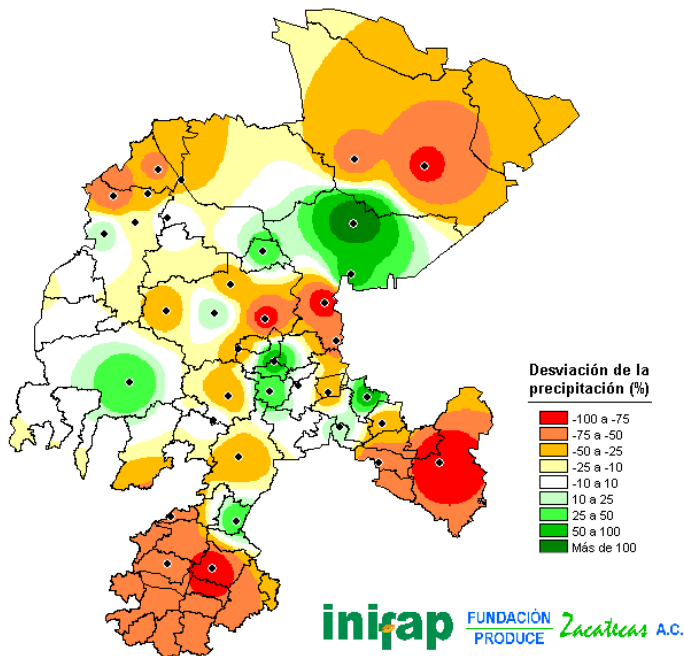 Desviación de la
precipitación (%)
-100 a -75
-75 a -50
-50 a -25
-25 a -10
-10 a 10
10 a 25
25 a 50
50 a 100
Más de 100
inifap
FUNDACIÓN
PRODUCE
Zacatecas A.C.